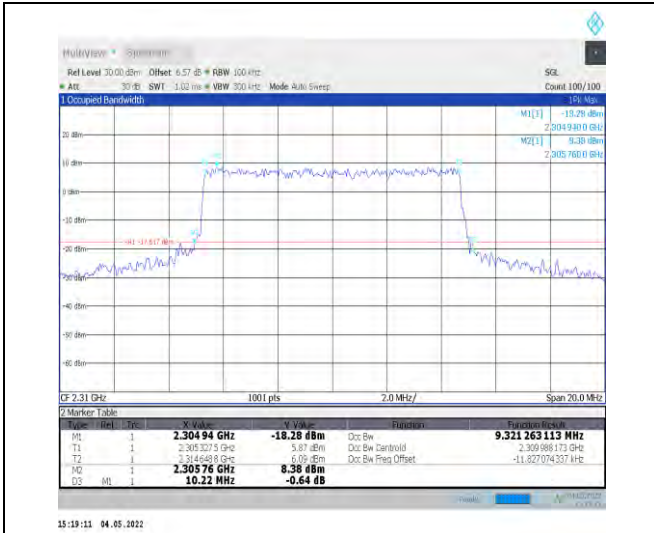 MultiView Spectrum
Ref Level 30.00 dBm Offset 6.57 dB RBW 100 kHz SGL
Att 30 dB SWT 1.02 ms VBW 300 kHz Mode Auto Sweep Count 100/100
1 Occupied Bandwidth 1Pk Max
M1[1] -18.28 dBm
2.304 940 0 GHz
M2[1] 8.38 dBm
2.305 760 0 GHz
20 dBm
10 dBm
0 dBm
-10 dBm
-20 dBm
-30 dBm
-40 dBm
-50 dBm
-60 dBm
CF 2.31 GHz 1001 pts 2.0 MHz/ Span 20.0 MHz
2 Marker Table
Type Ref Trc X-Value Y-Value Function Function Result
M1 1 2.304 94 GHz -18.28 dBm Occ Bw 9.321 263 113 MHz
T1 1 2.305 327 5 GHz 5.87 dBm Occ Bw Centroid 2.309 988 173 GHz
T2 1 2.314 648 8 GHz 6.09 dBm Occ Bw Freq Offset -11.827 074 337 kHz
M2 1 2.305 76 GHz 8.38 dBm
D3 M1 1 10.22 MHz -0.64 dB
15:19:11 04.05.2022